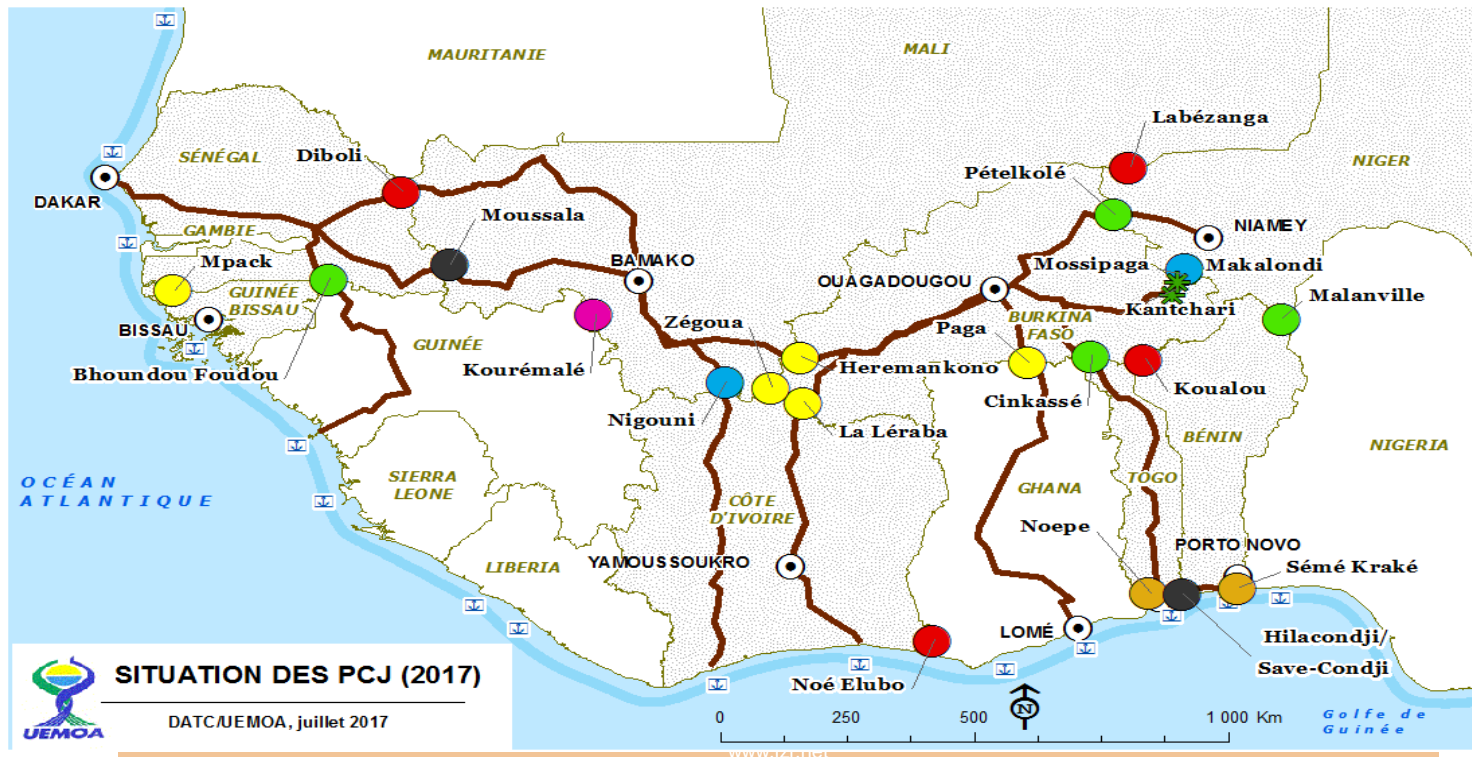 MAURITANIE
MALI
Labézanga
SÉNÉGAL
Diboli
NIGER
Pétélkolé
DAKAR
Moussala
GAMBIE
NIAMEY
Mpack
BAMAKO
Mossipaga
Makalondi
OUAGADOUGOU
GUINÉE
BISSAU
Kantchari
Malanville
BISSAU
Zégoua
Paga
BURKINA
FASO
GUINÉE
Bhoundou Foudou
Kourémalé
Heremankono
Cinkassé
Koualou
Nigouni
La Léraba
BÉNIN
NIGERIA
OCÉAN
ATLANTIQUE
SIERRA
LEONE
CÔTE
D'IVOIRE
GHANA
TOGO
Noepe
PORTO NOVO
LIBERIA
YAMOUSSOUKRO
Sémé Kraké
LOMÉ
Hilacondji/
Save-Condji
Noé Elubo
SITUATION DES PCJ (2017)
DATC/UEMOA, juillet 2017
UEMOA
N
0 250 500 1 000 Km
Golfe de
Guinée